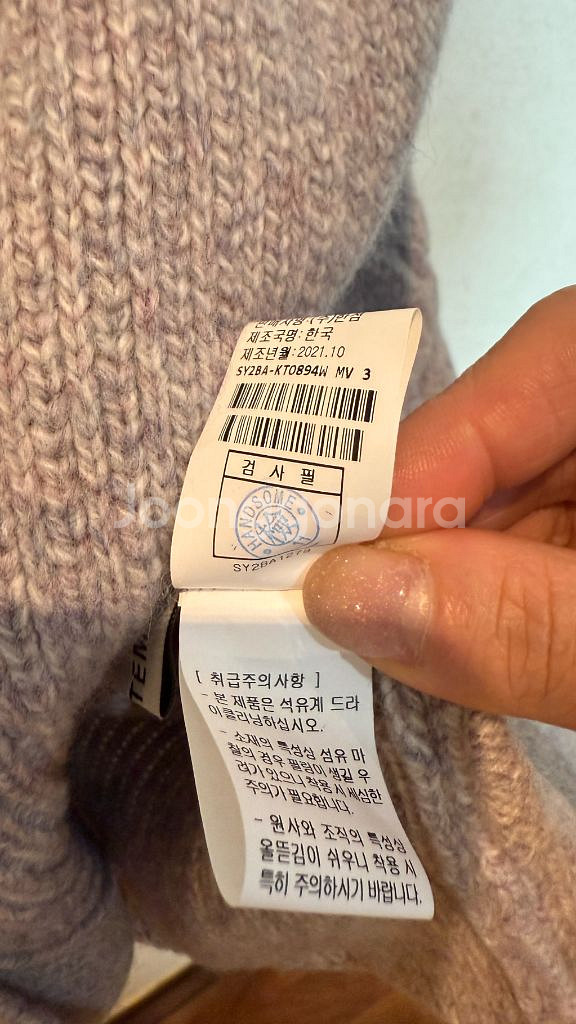 제조국명: 한국
제조년월: 2021.10
SY2BA-KT0894W MV 3
검 사 필
HANDSOME
SY2BA1279
Joongonara
TEM
[ 취급주의사항 ]
- 본 제품은 석유계 드라
이클리닝하십시오.
- 소재의 특성상 섬유 마
찰의 경우 필링이 생길 우
려가 있으니 착용 시 세심한
주의가 필요합니다.
- 원사와 조직의 특성상
올뜯김이 쉬우니 착용 시
특히 주의하시기 바랍니다.